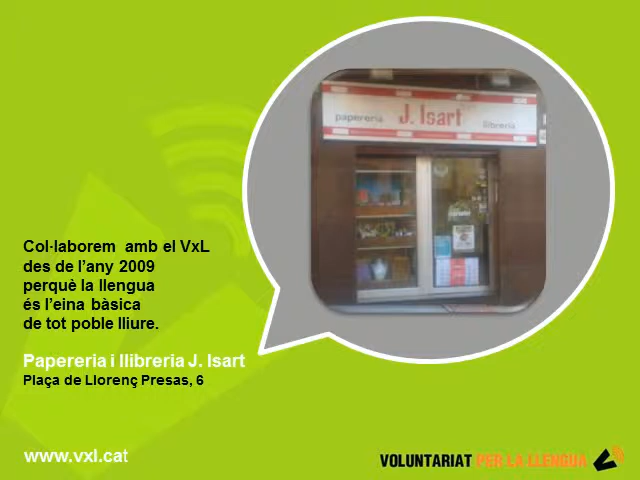 papereria J. Isart llibreria
Col·laborem amb el VxL
des de l'any 2009
perquè la llengua
és l'eina bàsica
de tot poble lliure.
Papereria i llibreria J. Isart
Plaça de Llorenç Presas, 6
www.vxl.cat
VOLUNTARIAT PER LA LLENGUA